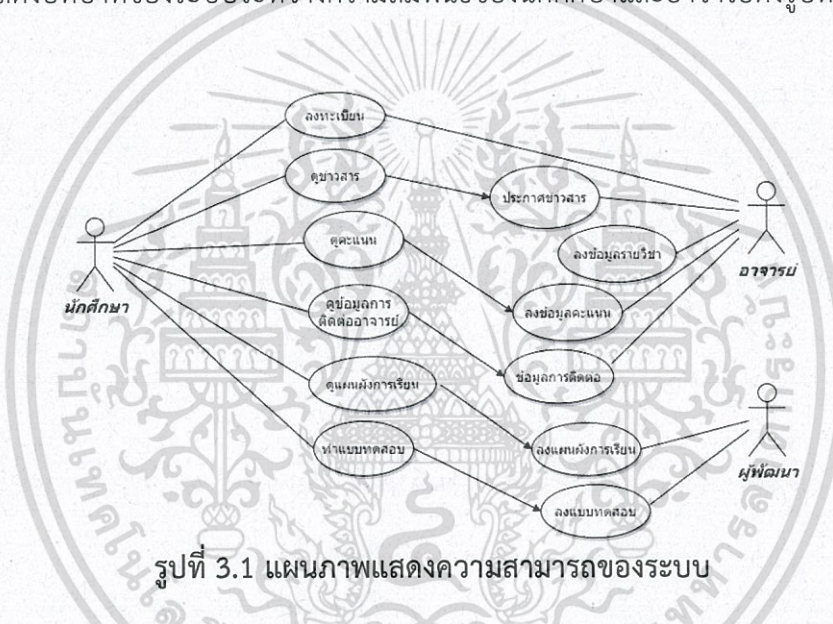 ลงทะเบียน
ดูข่าวสาร
ประกาศข่าวสาร
ดูคะแนน
ลงข้อมูลรายวิชา
อาจารย์
นักศึกษา
ดูข้อมูลการ
ติดต่ออาจารย์
ลงข้อมูลคะแนน
ข้อมูลการติดต่อ
ดูแผนผังการเรียน
ทำแบบทดสอบ
ลงแผนผังการเรียน
ผู้พัฒนา
ลงแบบทดสอบ
รูปที่ 3.1 แผนภาพแสดงความสามารถของระบบ